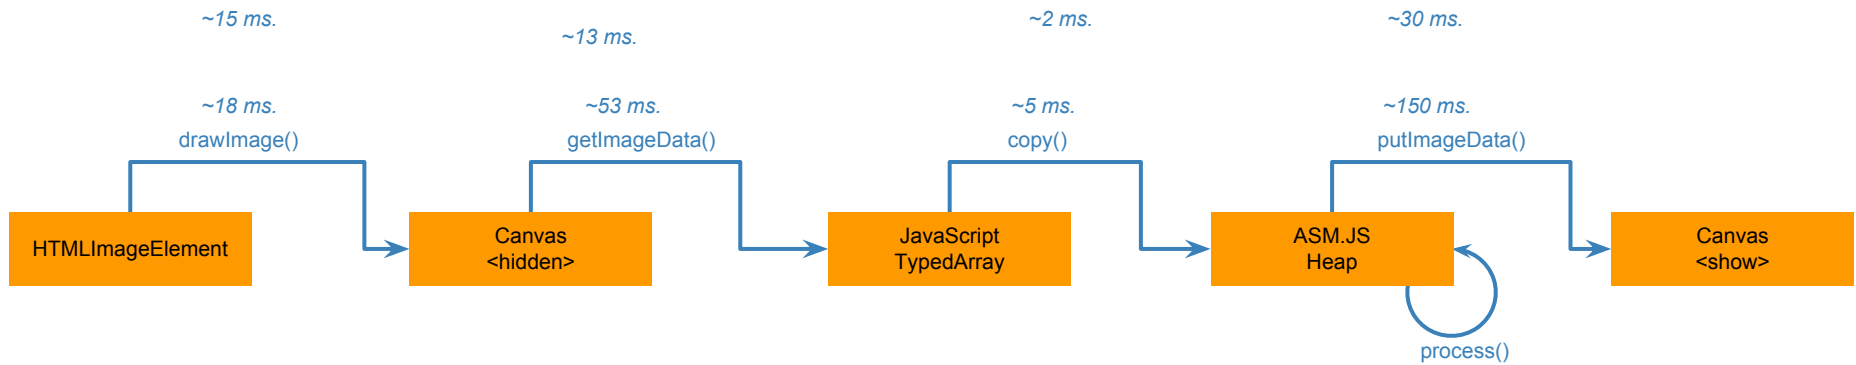 ~15 ms.
~13 ms.
~2 ms.
~30 ms.
~18 ms.
~53 ms.
~5 ms.
~150 ms.
drawImage()
getImageData()
copy()
putImageData()
HTMLImageElement
Canvas
<hidden>
JavaScript
TypedArray
ASM.JS
Heap
Canvas
<show>
process()